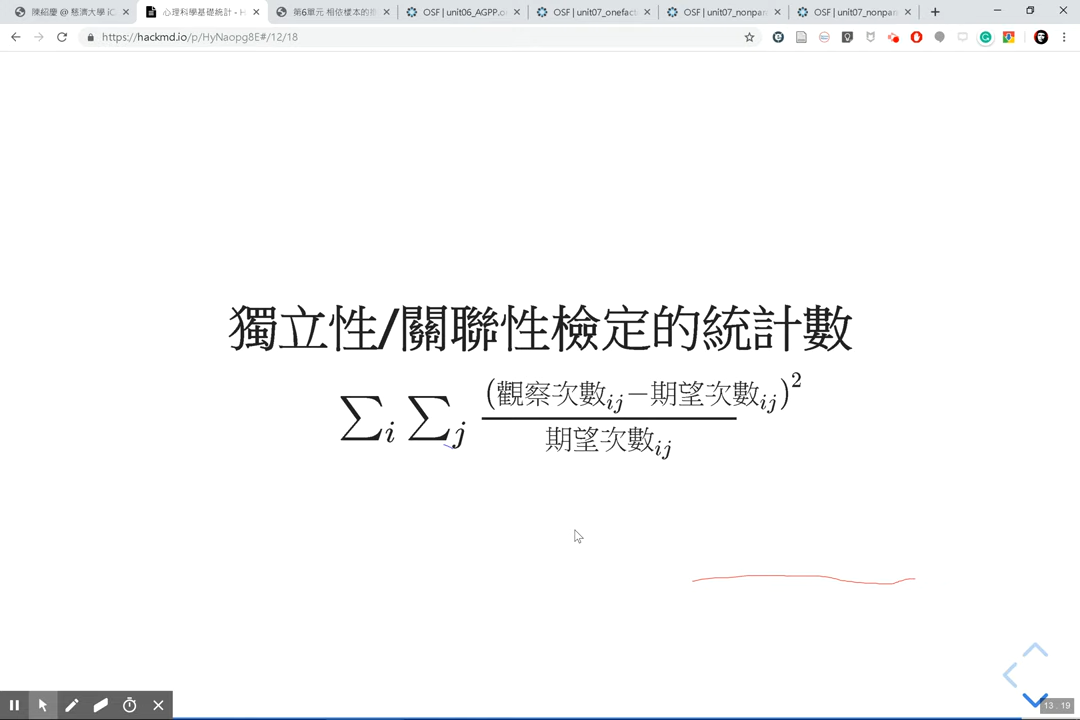 陳紹慶 @ 慈濟大學 iC
心理科學基礎統計 - H
第6單元 相依樣本的推
OSF | unit06_AGPP.o
OSF | unit07_onefact
OSF | unit07_nonpara
OSF | unit07_nonpara
https://hackmd.io/p/HyNaopg8E#/12/18
獨立性/關聯性檢定的統計數
∑i ∑j (觀察次數ij−期望次數ij)2
期望次數ij
13 . 19